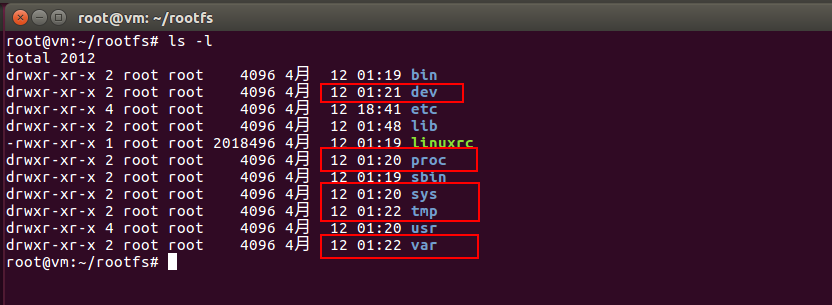 root@vm: ~/rootfs
root@vm:~/rootfs# ls -l
total 2012
drwxr-xr-x 2 root root    4096 4月  12 01:19 bin
drwxr-xr-x 2 root root    4096 4月  12 01:21 dev
drwxr-xr-x 4 root root    4096 4月  12 18:41 etc
drwxr-xr-x 2 root root    4096 4月  12 01:48 lib
-rwxr-xr-x 1 root root 2018496 4月  12 01:19 linuxrc
drwxr-xr-x 2 root root    4096 4月  12 01:20 proc
drwxr-xr-x 2 root root    4096 4月  12 01:19 sbin
drwxr-xr-x 2 root root    4096 4月  12 01:20 sys
drwxr-xr-x 2 root root    4096 4月  12 01:22 tmp
drwxr-xr-x 4 root root    4096 4月  12 01:20 usr
drwxr-xr-x 2 root root    4096 4月  12 01:22 var
root@vm:~/rootfs#